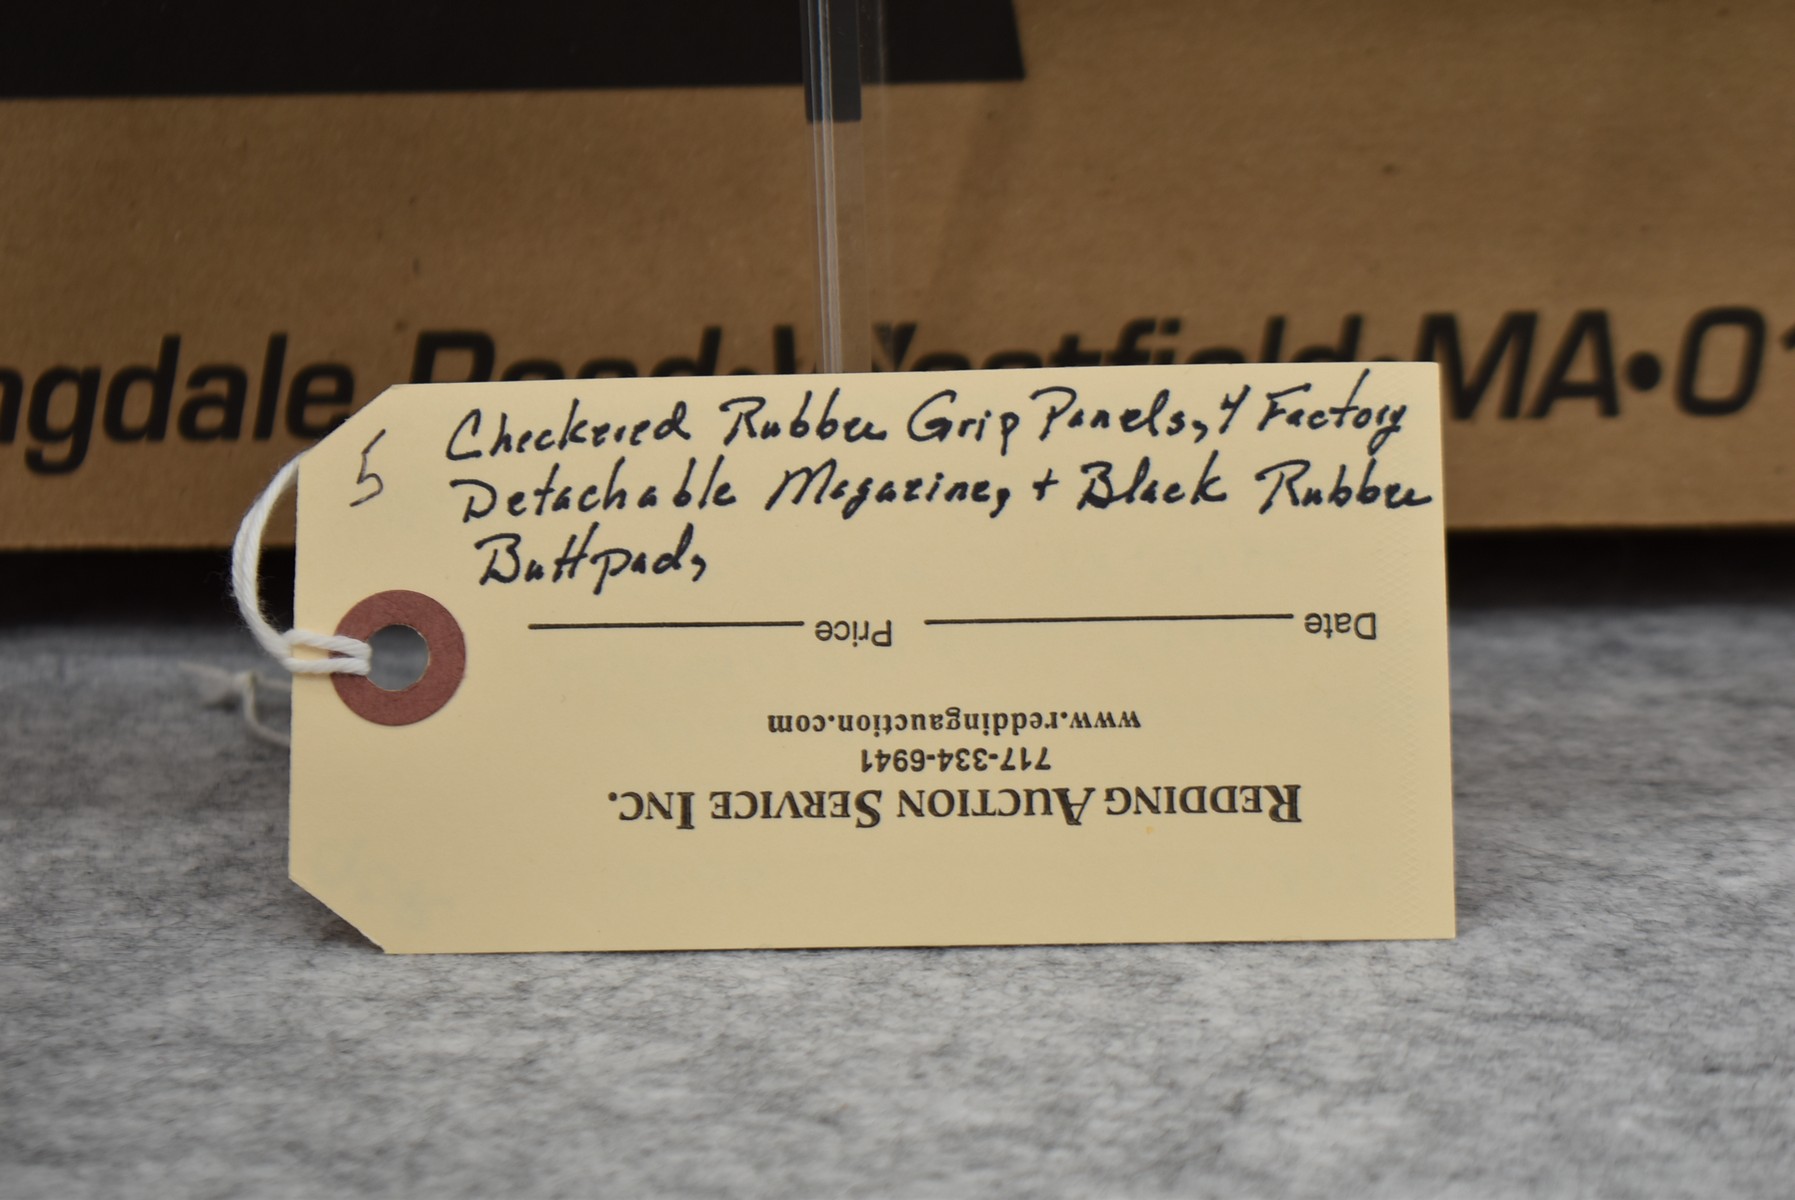 ngdale Road·Westfield·MA·01
5
Checkered Rubber Grip Panels, 4 Factory
Detachable Magazine, + Black Rubber
Buttpad,
Date Price
www.reddingauction.com
717-334-6941
REDDING AUCTION SERVICE INC.